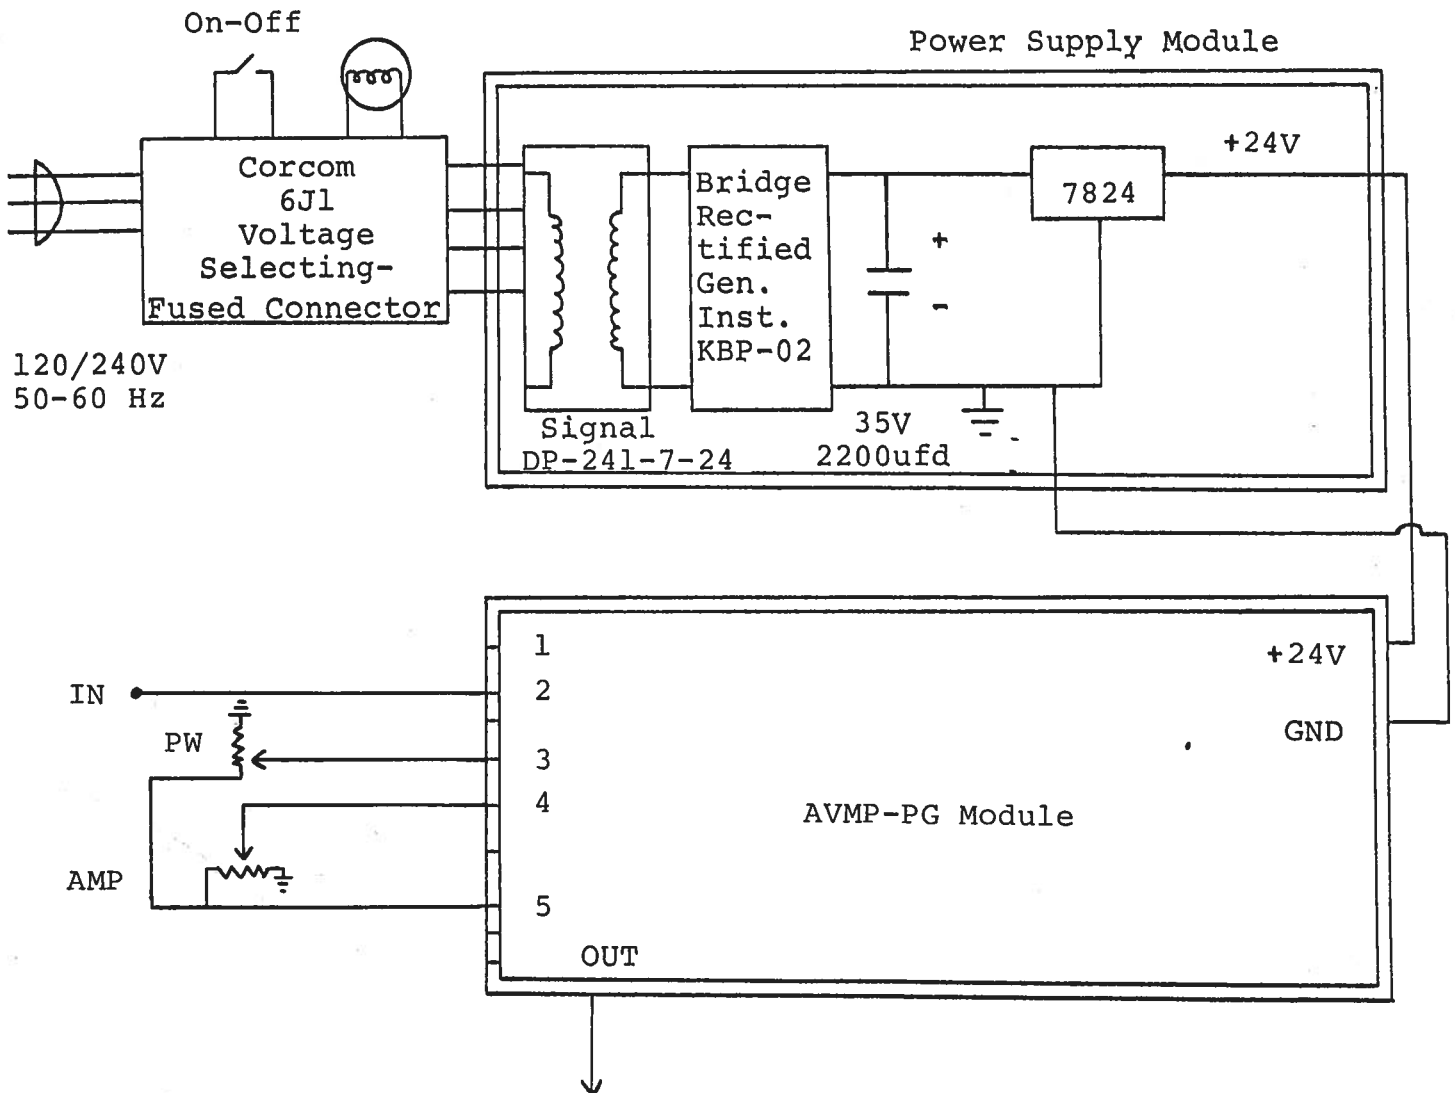 On-Off
Power Supply Module
Corcom
6J1
Voltage
Selecting-
Fused Connector
120/240V
50-60 Hz
Signal
DP-241-7-24
Bridge
Rec-
tified
Gen.
Inst.
KBP-02
+
-
35V
2200ufd
7824
+24V
IN
PW
AMP
1
2
3
4
5
OUT
AVMP-PG Module
+24V
GND